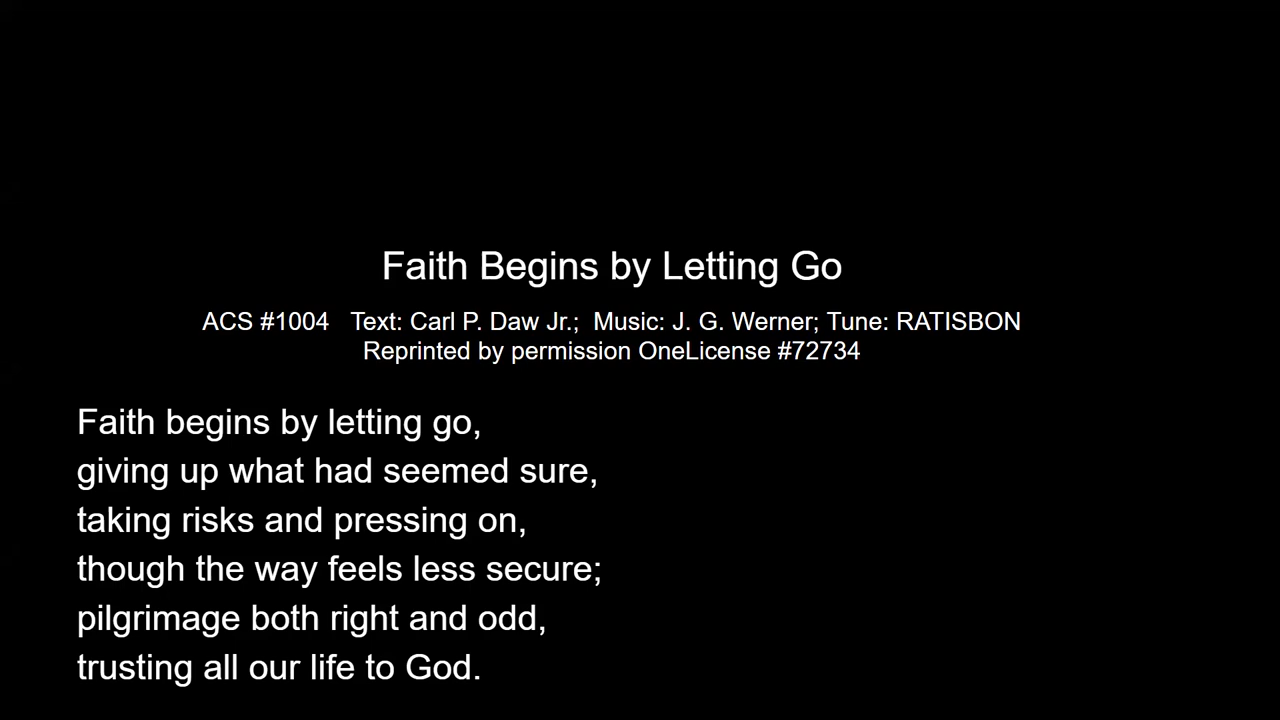 Faith Begins by Letting Go
ACS #1004 Text: Carl P. Daw Jr.; Music: J. G. Werner; Tune: RATISBON
Reprinted by permission OneLicense #72734
Faith begins by letting go,
giving up what had seemed sure,
taking risks and pressing on,
though the way feels less secure;
pilgrimage both right and odd,
trusting all our life to God.